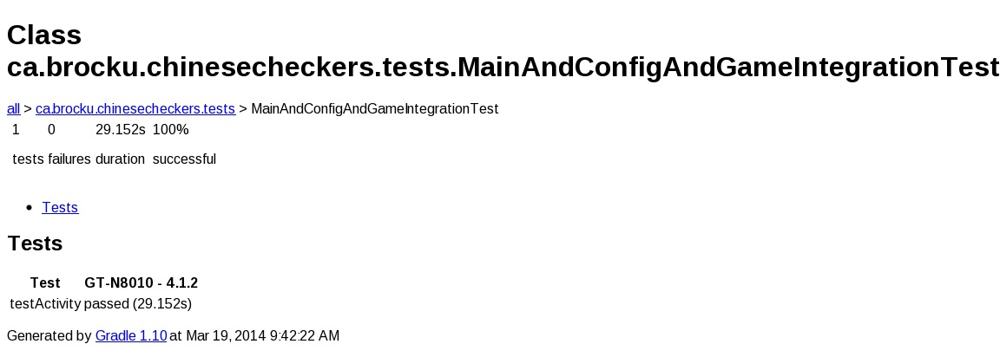 Class
ca.brocku.chinesecheckers.tests.MainAndConfigAndGameIntegrationTest
all > ca.brocku.chinesecheckers.tests > MainAndConfigAndGameIntegrationTest
1 0 29.152s 100%
tests failures duration successful
• Tests
Tests
Test GT-N8010 - 4.1.2
testActivity passed (29.152s)
Generated by Gradle 1.10 at Mar 19, 2014 9:42:22 AM